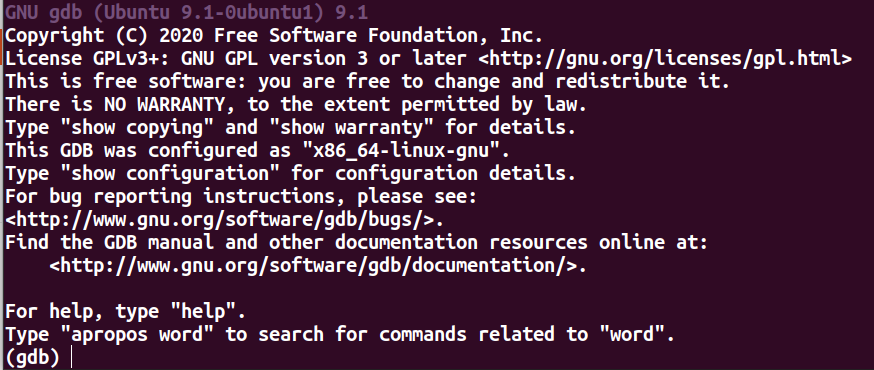 GNU gdb (Ubuntu 9.1-0ubuntu1) 9.1
Copyright (C) 2020 Free Software Foundation, Inc.
License GPLv3+: GNU GPL version 3 or later <http://gnu.org/licenses/gpl.html>
This is free software: you are free to change and redistribute it.
There is NO WARRANTY, to the extent permitted by law.
Type "show copying" and "show warranty" for details.
This GDB was configured as "x86_64-linux-gnu".
Type "show configuration" for configuration details.
For bug reporting instructions, please see:
<http://www.gnu.org/software/gdb/bugs/>.
Find the GDB manual and other documentation resources online at:
    <http://www.gnu.org/software/gdb/documentation/>.

For help, type "help".
Type "apropos word" to search for commands related to "word".
(gdb)